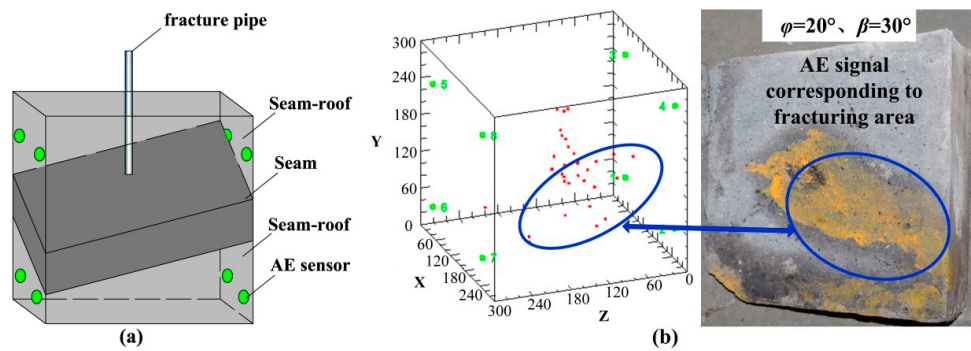 fracture pipe
Seam-roof
Seam
Seam-roof
AE sensor
(a)
300
240
180
120
60
0
Y
5
6
8
7
3
4
1
2
60
120
180
240
X
300
240
180
120
60
0
Z
(b)
φ=20°、β=30°
AE signal
corresponding to
fracturing area